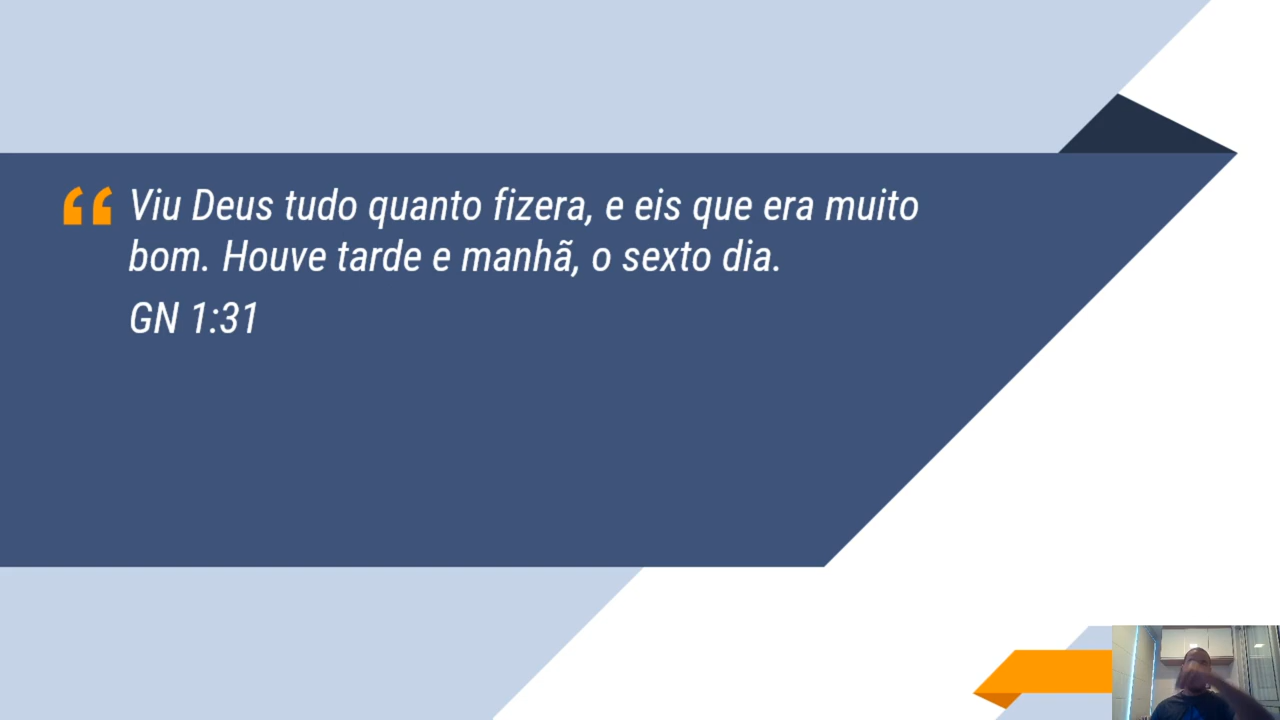 “Viu Deus tudo quanto fizera, e eis que era muito
bom. Houve tarde e manhã, o sexto dia.
GN 1:31